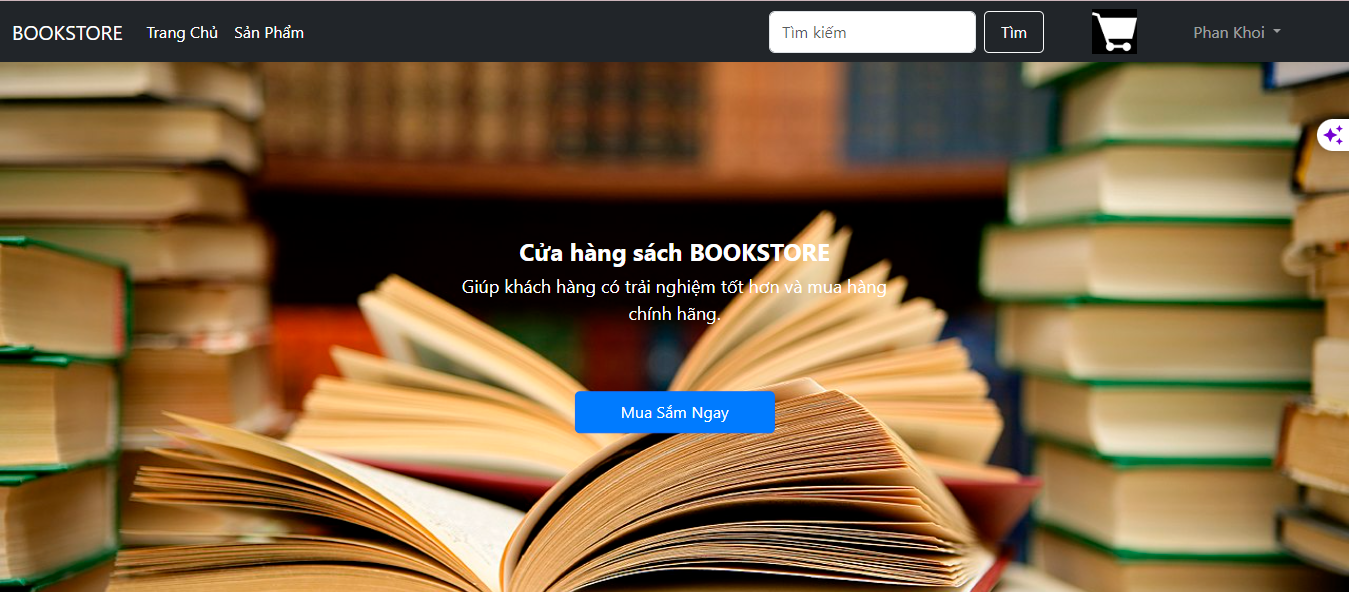 BOOKSTORE Trang Chủ Sản Phẩm Tìm kiếm Tìm Phan Khoi
Cửa hàng sách BOOKSTORE
Giúp khách hàng có trải nghiệm tốt hơn và mua hàng
chính hãng.
Mua Sắm Ngay